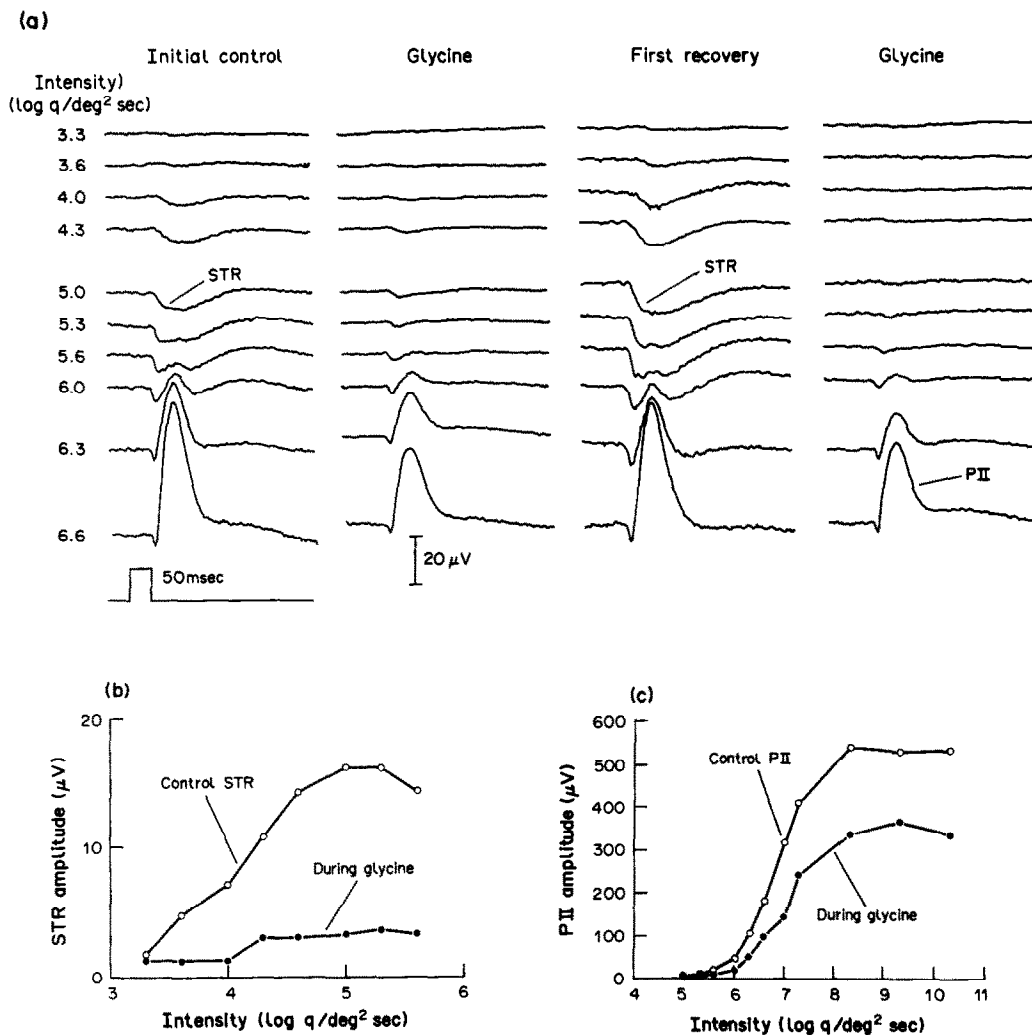 (a)
Initial control Glycine First recovery Glycine
Intensity)
(log q/deg² sec)
3.3
3.6
4.0
4.3
STR STR
5.0
5.3
5.6
6.0
6.3
PII
6.6
20 μV
50 msec
(b)
20
10
0
STR amplitude (μV)
Control STR
During glycine
3 4 5 6
Intensity (log q/deg² sec)
(c)
600
500
400
300
200
100
0
PII amplitude (μV)
Control PII
During glycine
4 5 6 7 8 9 10 11
Intensity (log q/deg² sec)